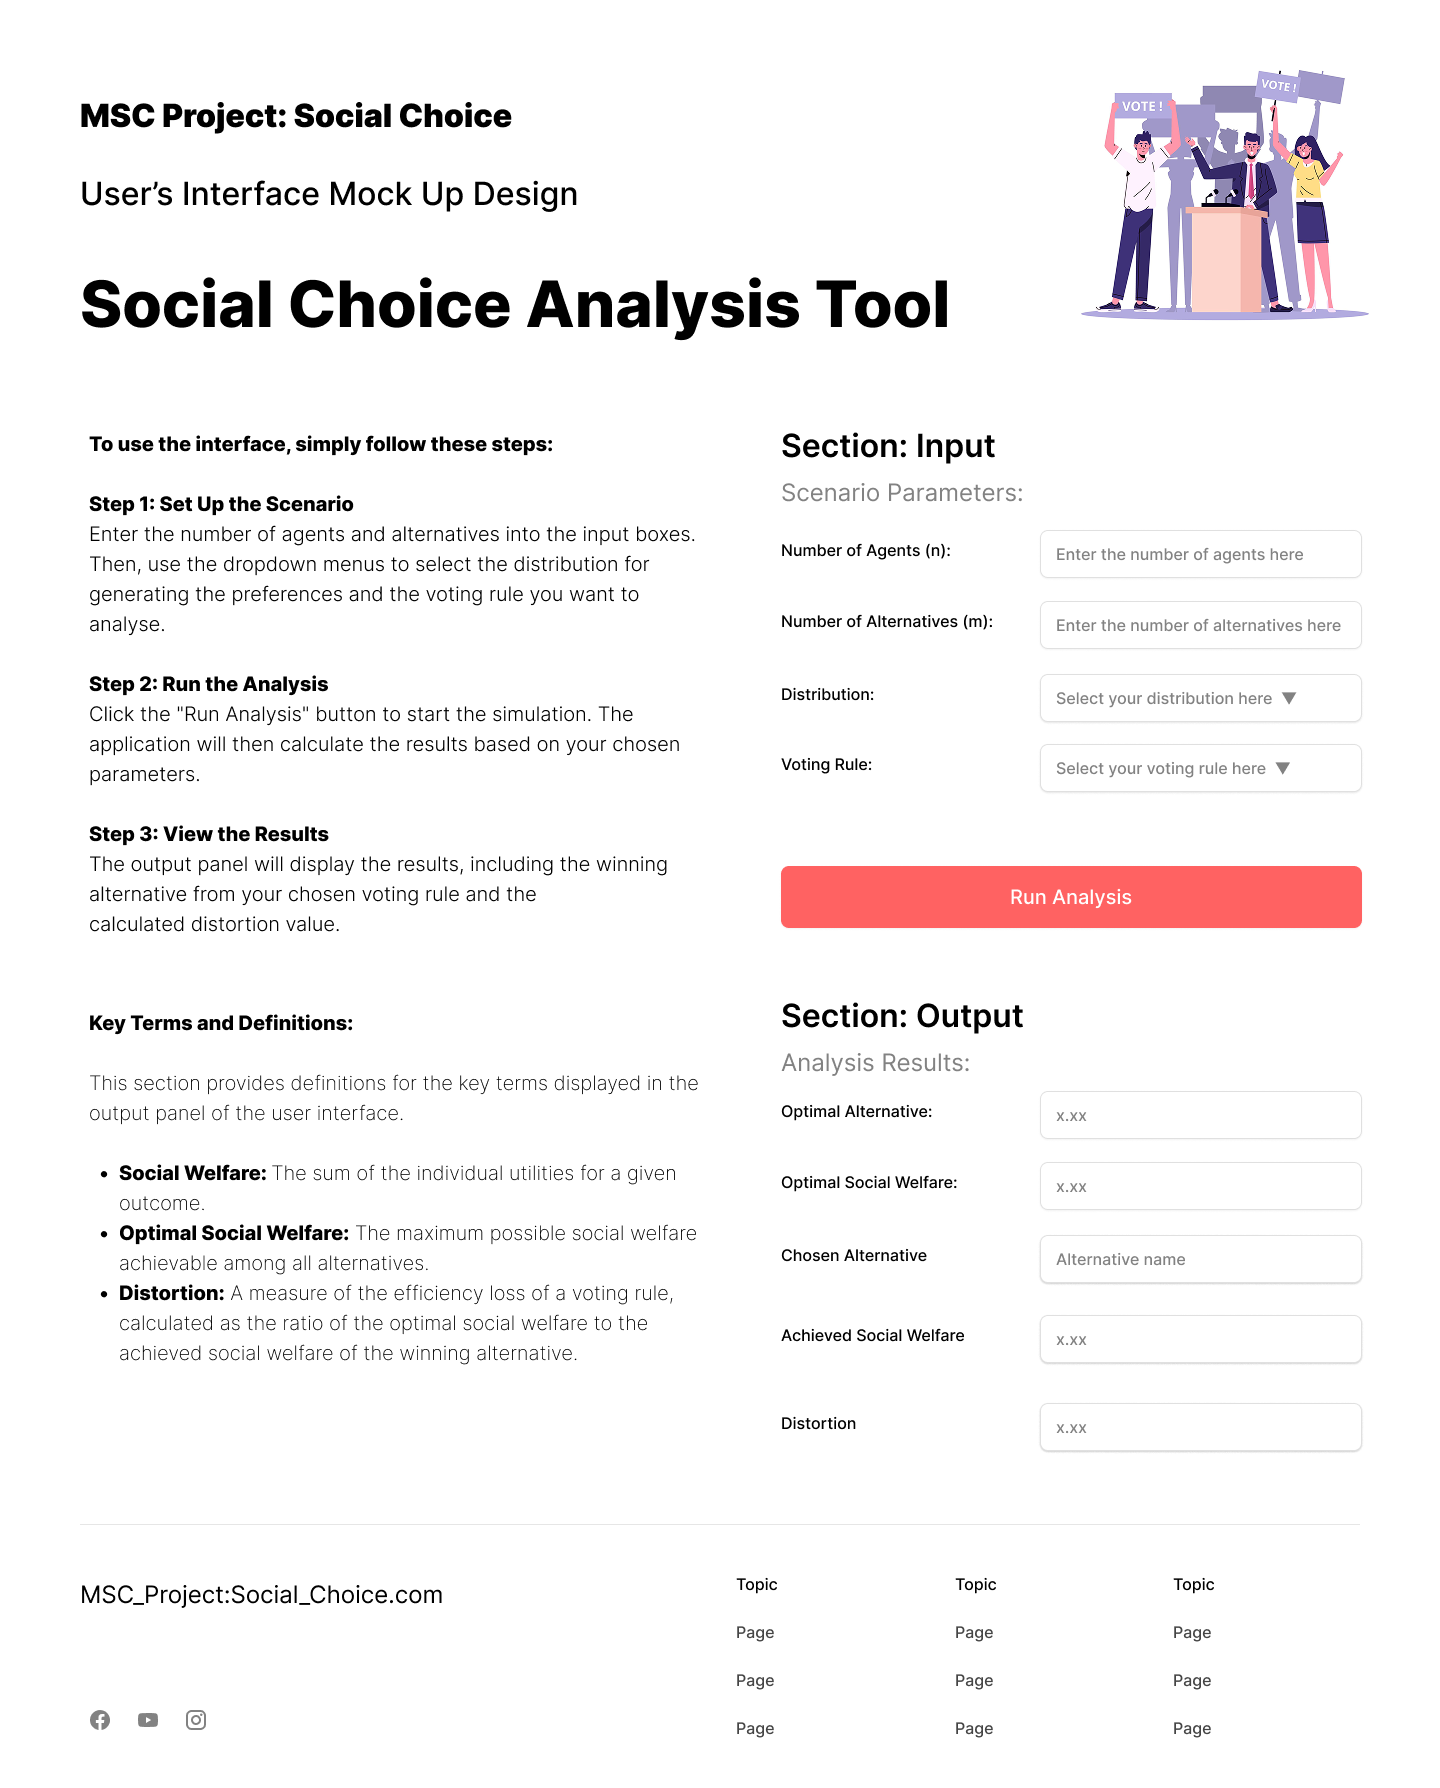 MSC Project: Social Choice
User’s Interface Mock Up Design
Social Choice Analysis Tool
VOTE !
VOTE !
To use the interface, simply follow these steps:
Step 1: Set Up the Scenario
Enter the number of agents and alternatives into the input boxes.
Then, use the dropdown menus to select the distribution for
generating the preferences and the voting rule you want to
analyse.
Step 2: Run the Analysis
Click the "Run Analysis" button to start the simulation. The
application will then calculate the results based on your chosen
parameters.
Step 3: View the Results
The output panel will display the results, including the winning
alternative from your chosen voting rule and the
calculated distortion value.
Key Terms and Definitions:
This section provides definitions for the key terms displayed in the
output panel of the user interface.
• Social Welfare: The sum of the individual utilities for a given
outcome.
• Optimal Social Welfare: The maximum possible social welfare
achievable among all alternatives.
• Distortion: A measure of the efficiency loss of a voting rule,
calculated as the ratio of the optimal social welfare to the
achieved social welfare of the winning alternative.
Section: Input
Scenario Parameters:
Number of Agents (n): Enter the number of agents here
Number of Alternatives (m): Enter the number of alternatives here
Distribution: Select your distribution here ▼
Voting Rule: Select your voting rule here ▼
Run Analysis
Section: Output
Analysis Results:
Optimal Alternative: x.xx
Optimal Social Welfare: x.xx
Chosen Alternative Alternative name
Achieved Social Welfare x.xx
Distortion x.xx
MSC_Project:Social_Choice.com
Topic Topic Topic
Page Page Page
Page Page Page
Page Page Page